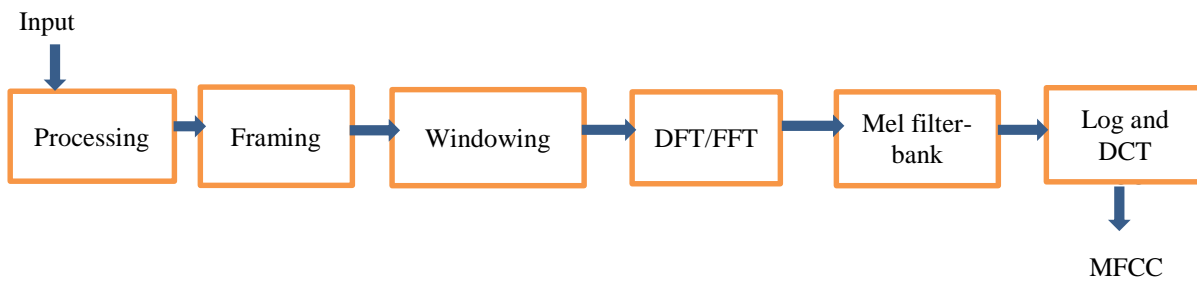 Input
Processing
Framing
Windowing
DFT/FFT
Mel filter-
bank
Log and
DCT
MFCC